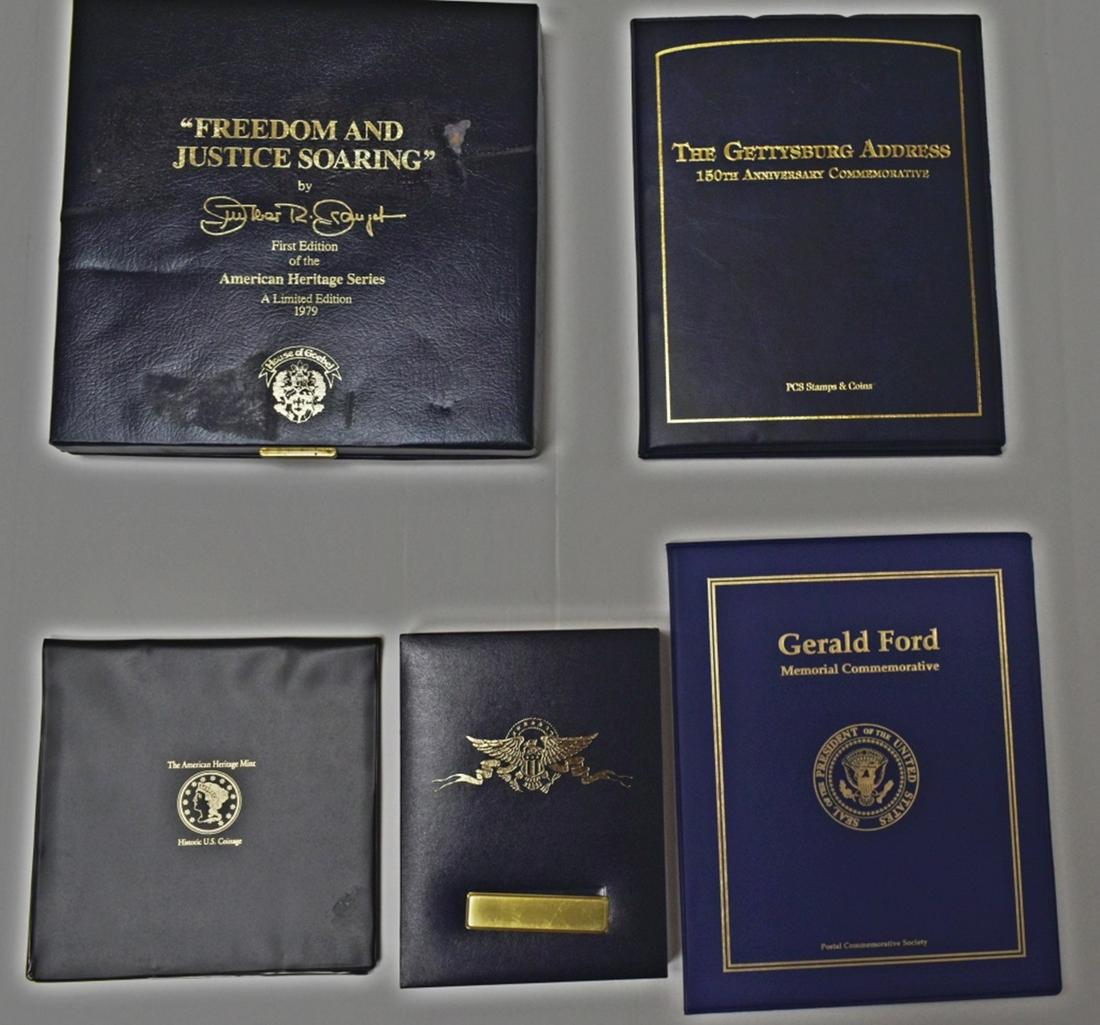 "FREEDOM AND
JUSTICE SOARING"
by
First Edition
of the
American Heritage Series
A Limited Edition
1979
House of Goebel
THE GETTYSBURG ADDRESS
150TH ANNIVERSARY COMMEMORATIVE
PCS Stamps & Coins
The American Heritage Mint
Historic U.S. Coinage
Gerald Ford
Memorial Commemorative
SEAL OF THE PRESIDENT OF THE UNITED STATES
Postal Commemorative Society